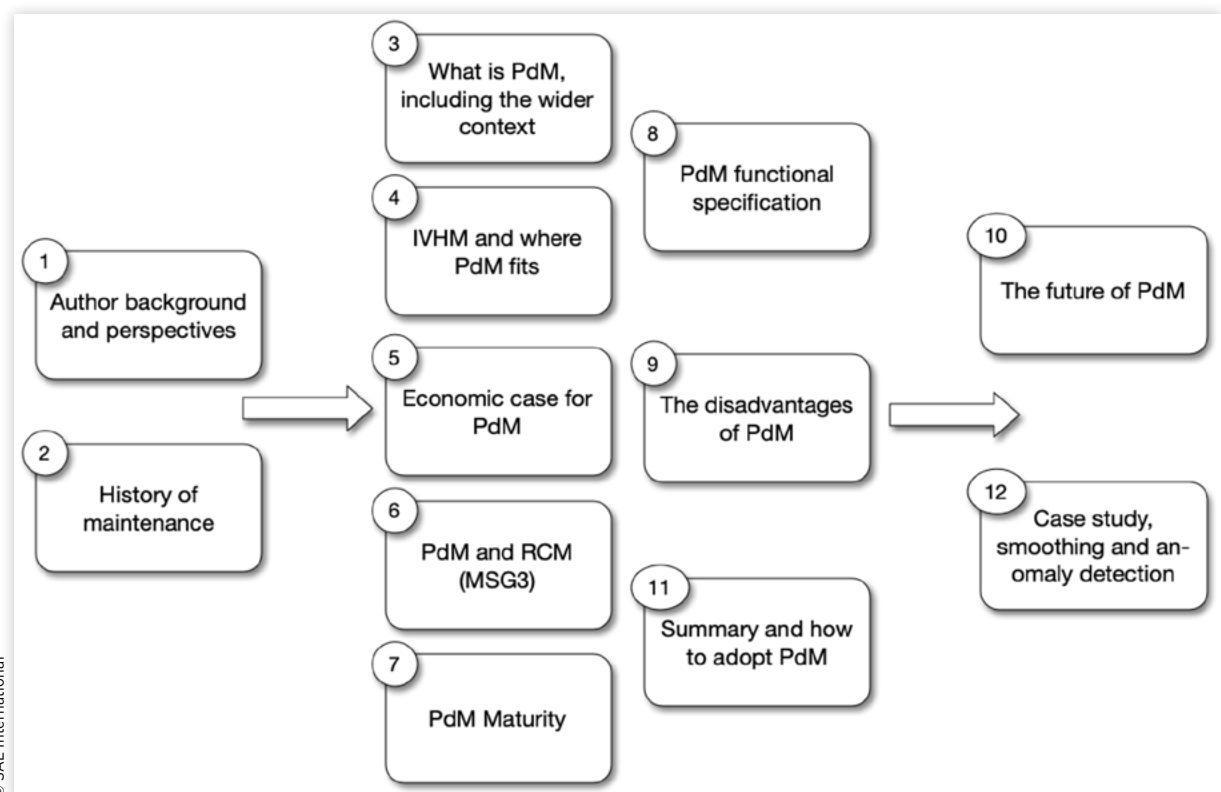 1
Author background
and perspectives
2
History of
maintenance
3
What is PdM,
including the wider
context
4
IVHM and where
PdM fits
5
Economic case for
PdM
6
PdM and RCM
(MSG3)
7
PdM Maturity
8
PdM functional
specification
9
The disadvantages
of PdM
11
Summary and how
to adopt PdM
10
The future of PdM
12
Case study,
smoothing and an-
omaly detection
© SAE International